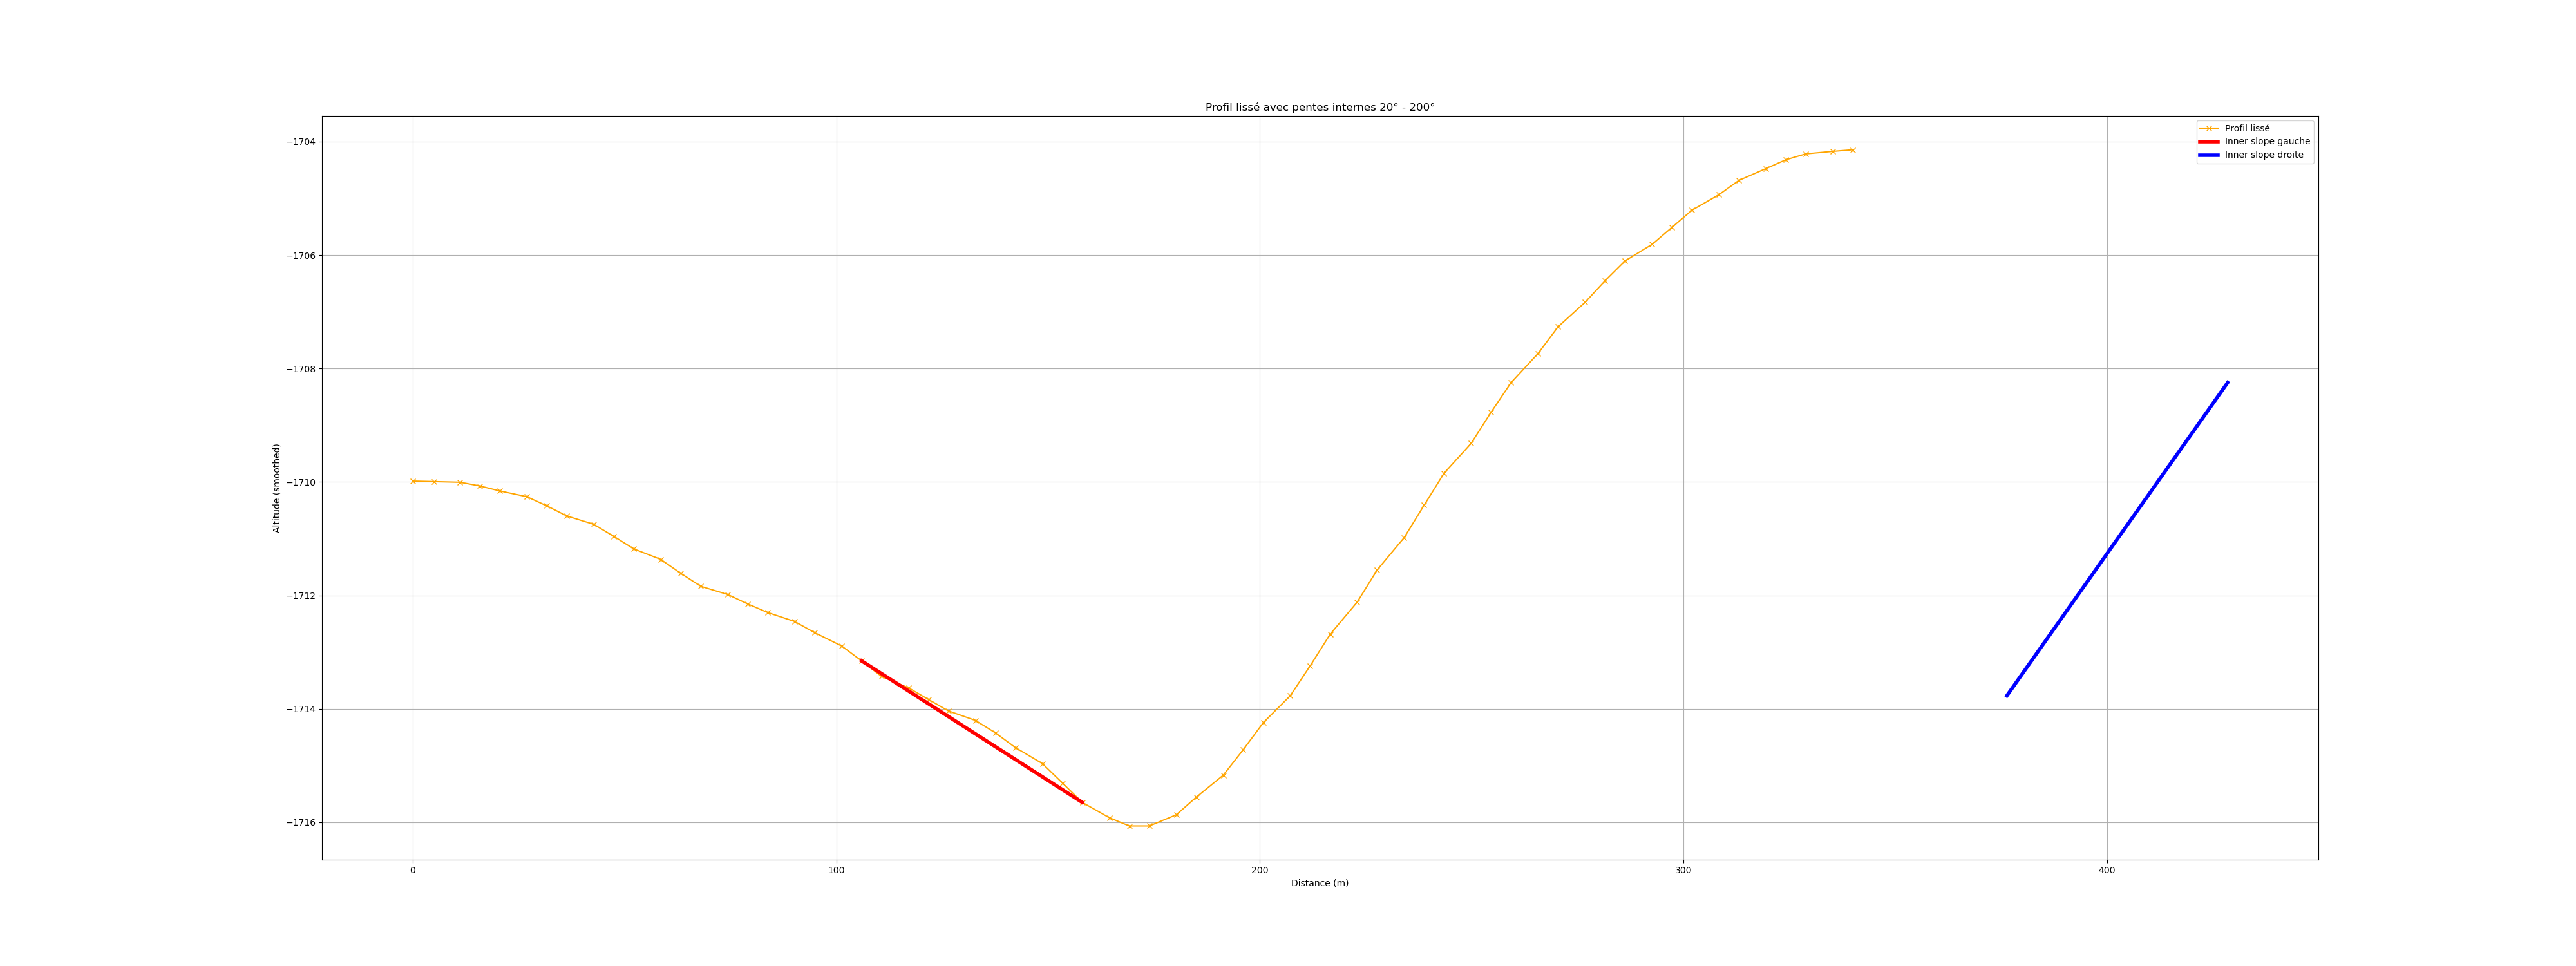 Profil lissé avec pentes internes 20° - 200°
Profil lissé
Inner slope gauche
Inner slope droite
Altitude (smoothed)
−1704
−1706
−1708
−1710
−1712
−1714
−1716
0 100 200 300 400
Distance (m)